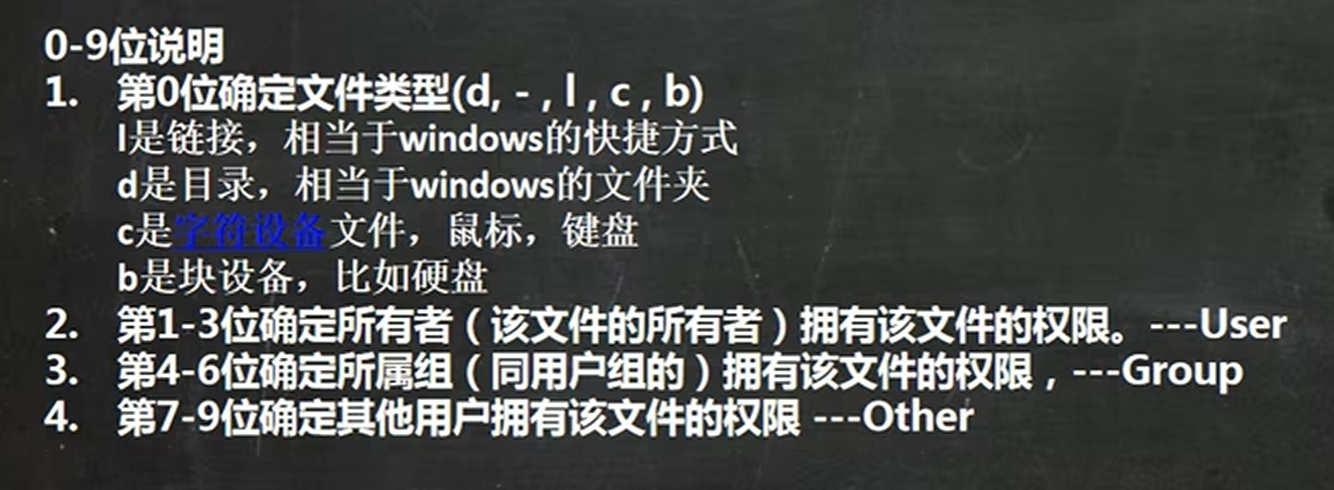 0-9位说明
1. 第0位确定文件类型(d, - , l , c , b)
l是链接，相当于windows的快捷方式
d是目录，相当于windows的文件夹
c是字符设备文件，鼠标，键盘
b是块设备，比如硬盘
2. 第1-3位确定所有者（该文件的所有者）拥有该文件的权限。---User
3. 第4-6位确定所属组（同用户组的）拥有该文件的权限，---Group
4. 第7-9位确定其他用户拥有该文件的权限 ---Other